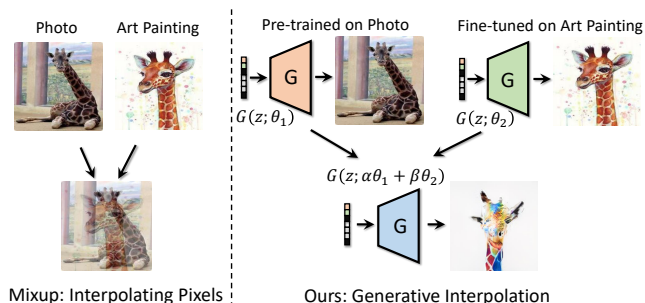 Photo
Art Painting
Mixup: Interpolating Pixels
Pre-trained on Photo
G
G(z; θ₁)
Fine-tuned on Art Painting
G
G(z; θ₂)
G(z; αθ₁ + βθ₂)
G
Ours: Generative Interpolation